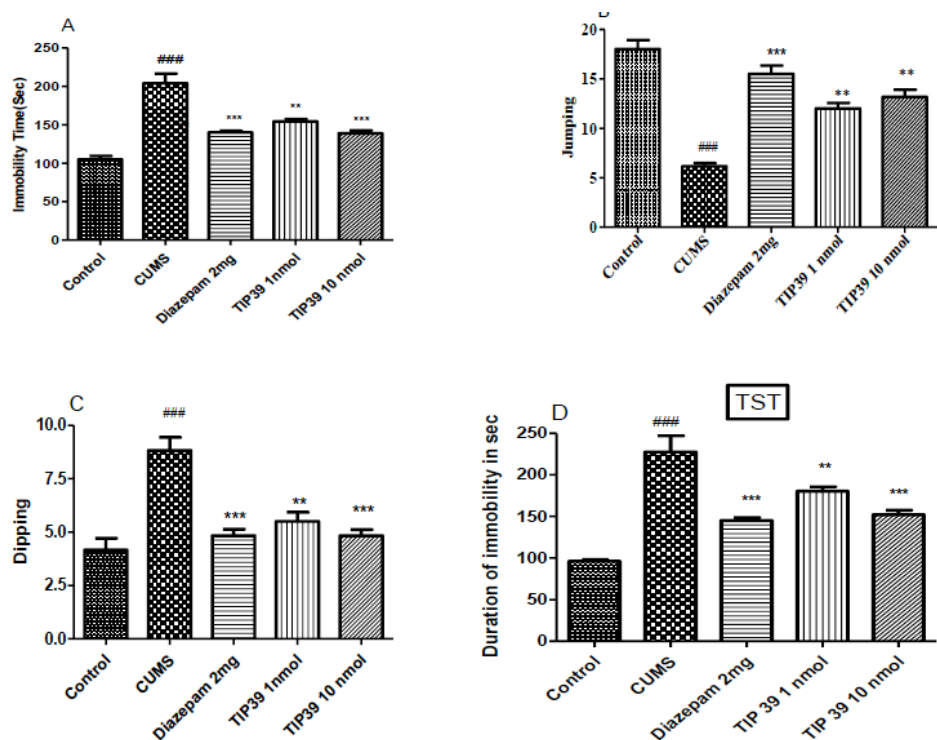 A
Immobility Time(Sec)
250
200
150
100
50
0
###
***
**
***
Control
CUMS
Diazepam 2mg
TIP39 1nmol
TIP39 10 nmol
Jumping
20
15
10
5
0
###
***
**
**
Control
CUMS
Diazepam 2mg
TIP39 1 nmol
TIP39 10 nmol
C
Dipping
10.0
7.5
5.0
2.5
0.0
###
***
**
***
Control
CUMS
Diazepam 2mg
TIP39 1nmol
TIP39 10 nmol
D
TST
Duration of immobility in sec
250
200
150
100
50
0
###
***
**
***
Control
CUMS
Diazepam 2mg
TIP 39 1 nmol
TIP 39 10 nmol